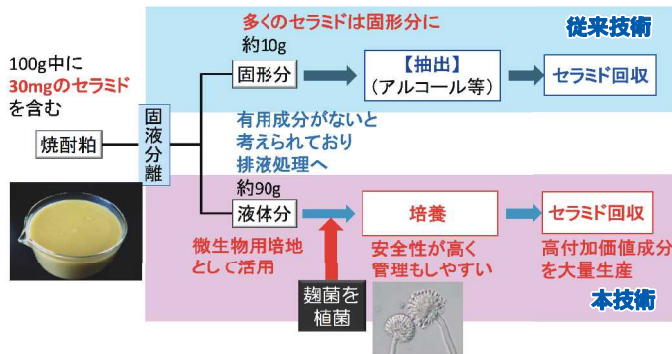 多くのセラミドは固形分に
従来技術
100g中に
30mgのセラミド
を含む
焼酎粕
固液分離
約10g
固形分
【抽出】
(アルコール等)
セラミド回収
有用成分がないと
考えられており
排液処理へ
約90g
液体分
培養
セラミド回収
微生物用培地
として活用
安全性が高く
管理もしやすい
高付加価値成分
を大量生産
麹菌を
植菌
本技術